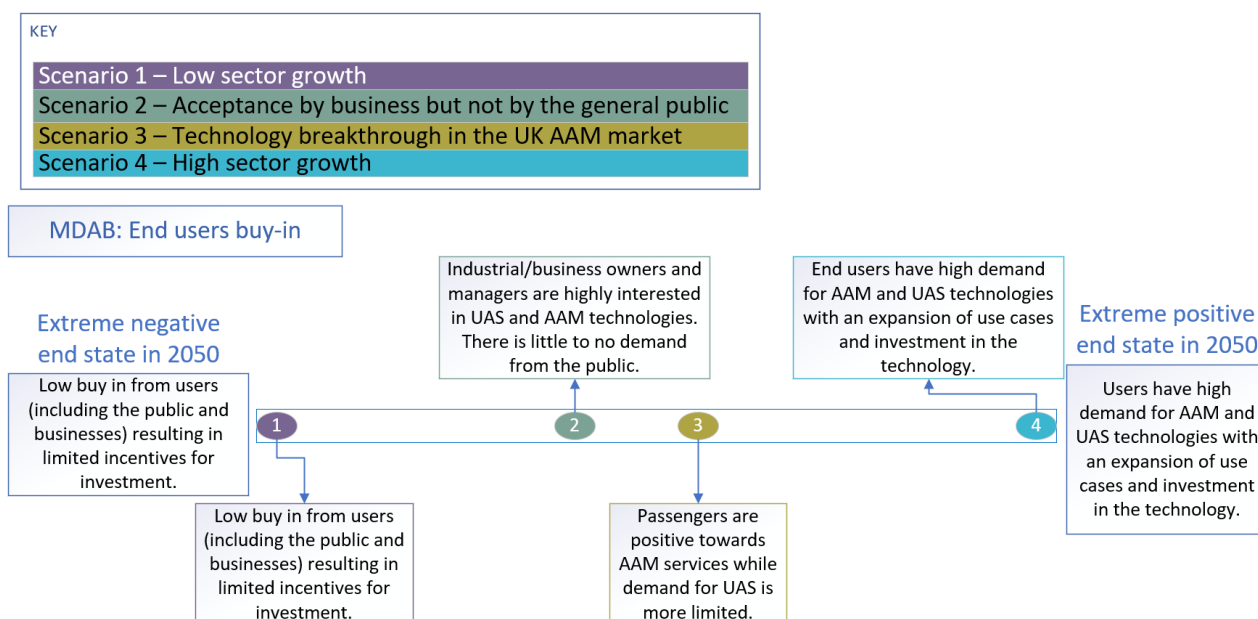 KEY
Scenario 1 – Low sector growth
Scenario 2 – Acceptance by business but not by the general public
Scenario 3 – Technology breakthrough in the UK AAM market
Scenario 4 – High sector growth
MDAB: End users buy-in
Industrial/business owners and
managers are highly interested
in UAS and AAM technologies.
There is little to no demand
from the public.
End users have high demand
for AAM and UAS technologies
with an expansion of use cases
and investment in the
technology.
Extreme negative
end state in 2050
Low buy in from users
(including the public and
businesses) resulting in
limited incentives for
investment.
Extreme positive
end state in 2050
Users have high
demand for AAM and
UAS technologies with
an expansion of use
cases and investment
in the technology.
1
2
3
4
Low buy in from users
(including the public and
businesses) resulting in
limited incentives for
investment.
Passengers are
positive towards
AAM services while
demand for UAS is
more limited.